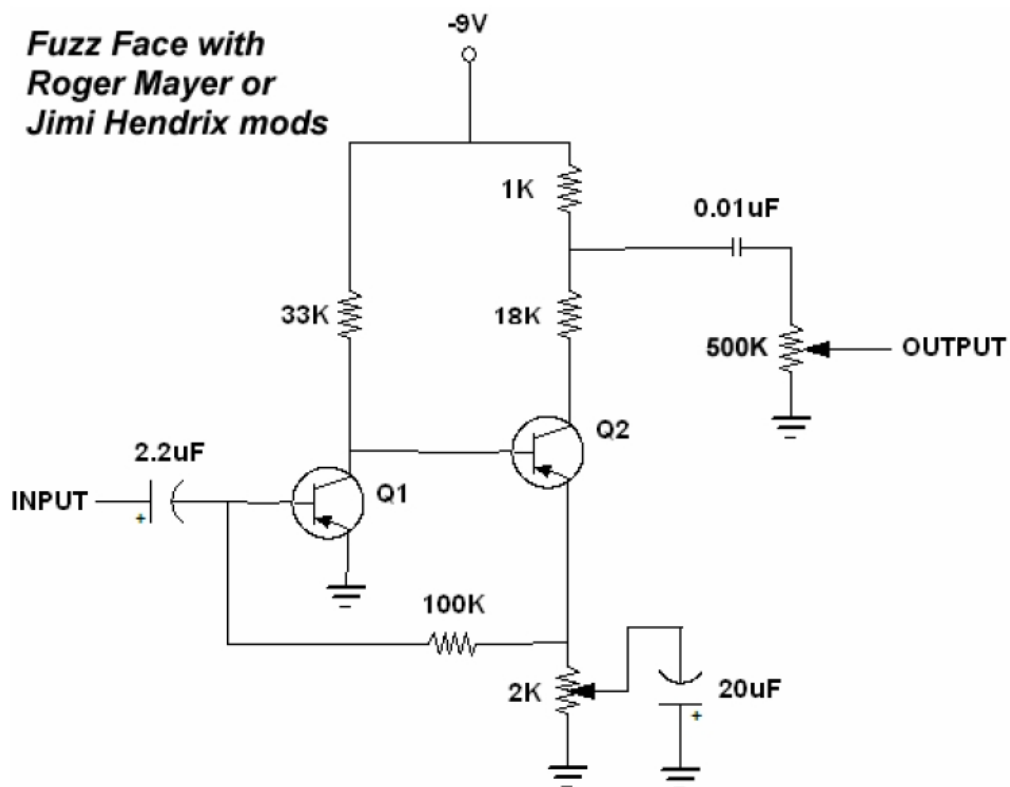 Fuzz Face with
Roger Mayer or
Jimi Hendrix mods
-9V
1K
0.01uF
33K
18K
500K
OUTPUT
Q2
2.2uF
INPUT
+
Q1
100K
2K
20uF
+